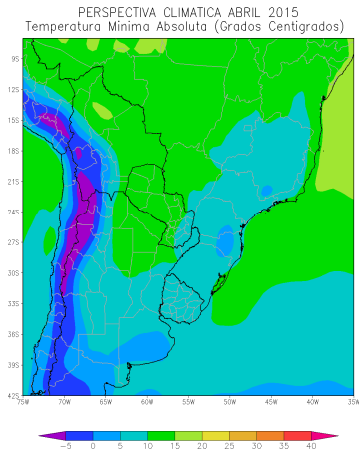 PERSPECTIVA CLIMATICA ABRIL 2015
Temperatura Minima Absoluta (Grados Centigrados)
9S
12S
15S
18S
21S
24S
27S
30S
33S
36S
39S
42S
75W 70W 65W 60W 55W 50W 45W 40W 35W
-5 0 5 10 15 20 25 30 35 40